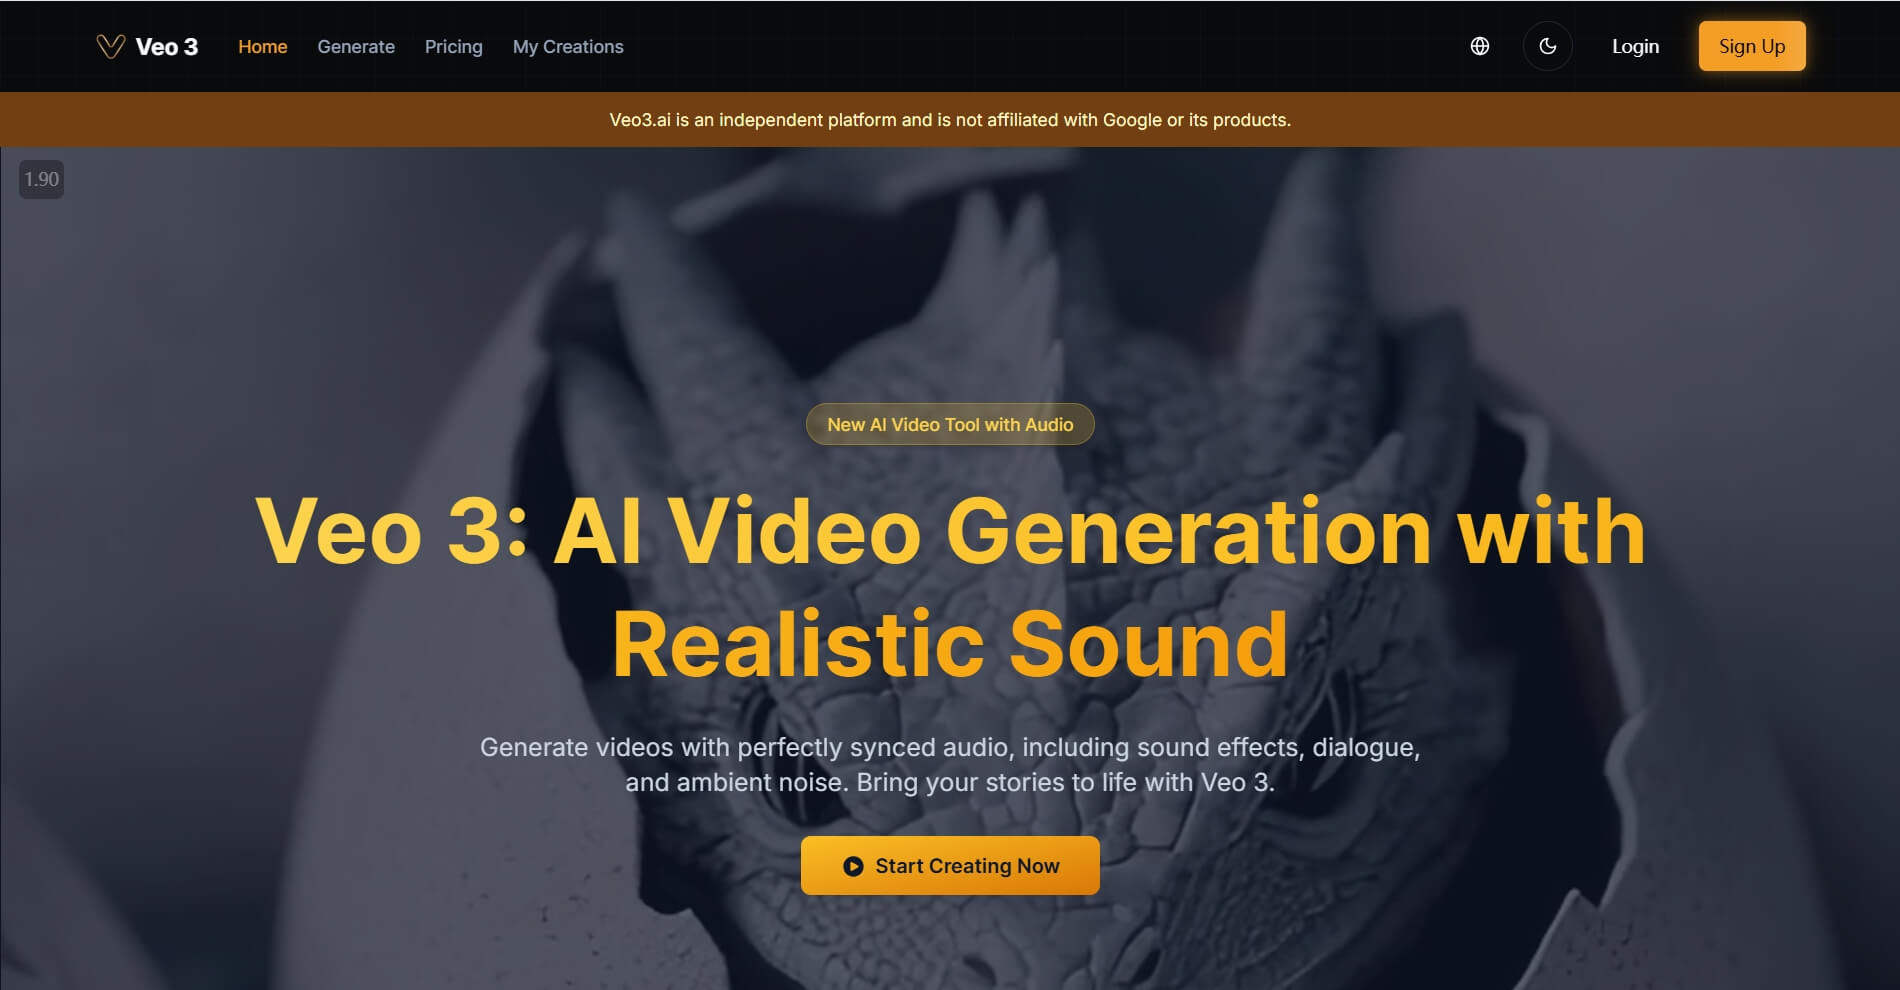 Veo 3
Home
Generate
Pricing
My Creations
Login
Sign Up
Veo3.ai is an independent platform and is not affiliated with Google or its products.
1.90
New AI Video Tool with Audio
Veo 3: AI Video Generation with
Realistic Sound
Generate videos with perfectly synced audio, including sound effects, dialogue,
and ambient noise. Bring your stories to life with Veo 3.
Start Creating Now